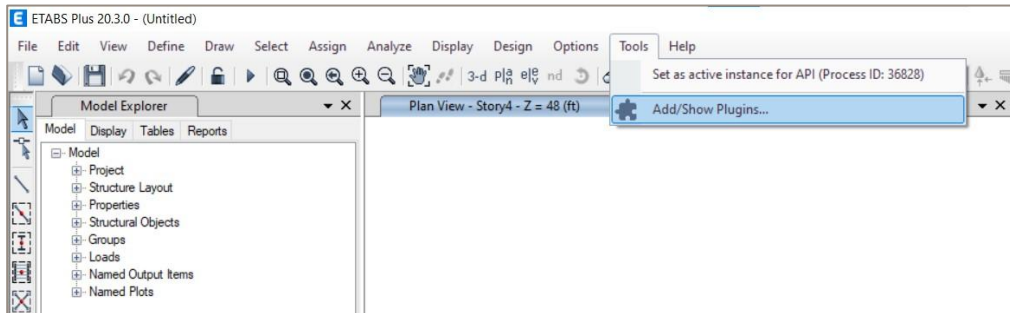 ETABS Plus 20.3.0 - (Untitled)
File Edit View Define Draw Select Assign Analyze Display Design Options Tools Help
3-d nd
Set as active instance for API (Process ID: 36828)
Add/Show Plugins...
Model Explorer
Plan View - Story4 - Z = 48 (ft)
Model Display Tables Reports
Model
Project
Structure Layout
Properties
Structural Objects
Groups
Loads
Named Output Items
Named Plots